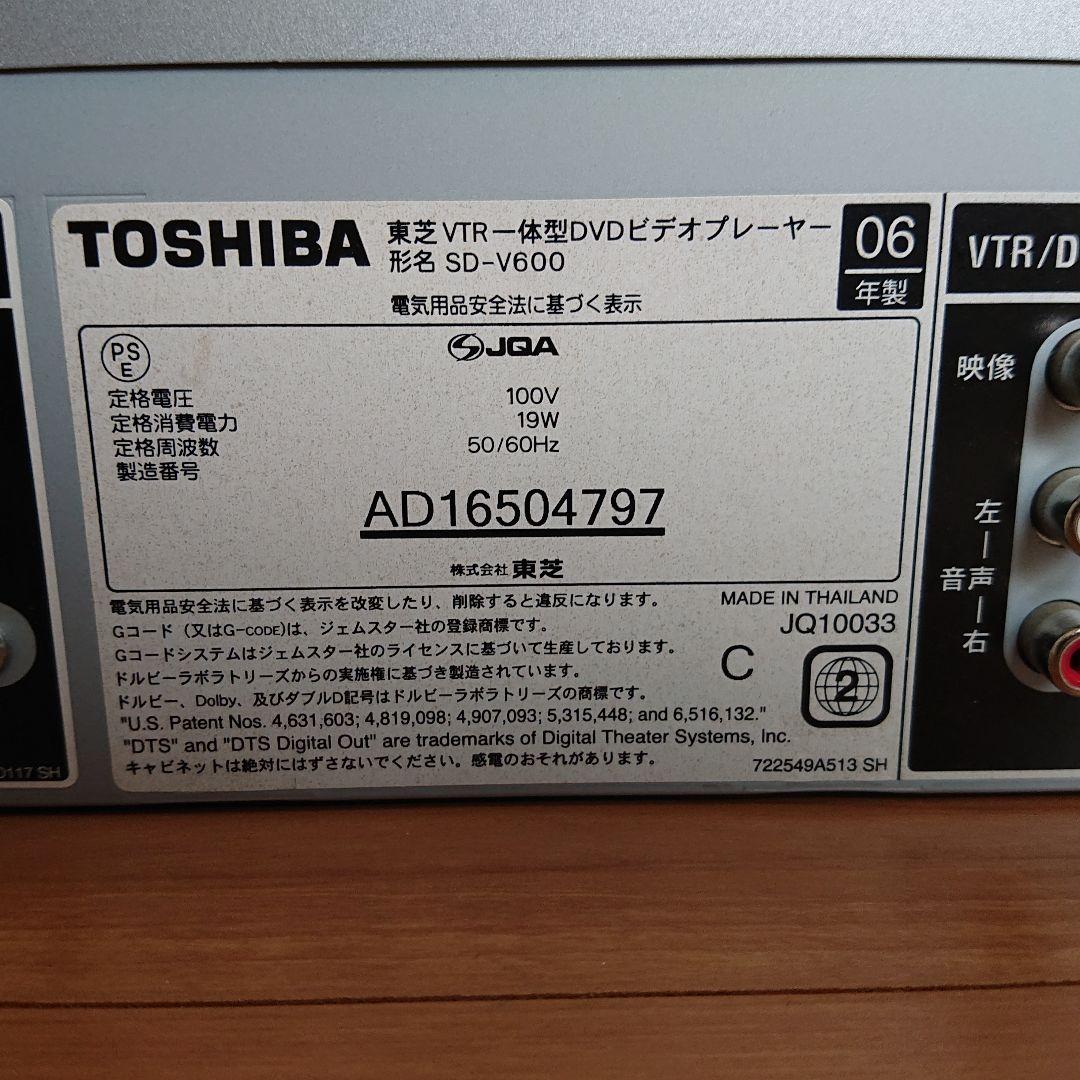 TOSHIBA
東芝VTR一体型DVDビデオプレーヤー
形名 SD-V600
06
年製
電気用品安全法に基づく表示
PS
E
JQA
定格電圧 100V
定格消費電力 19W
定格周波数 50/60Hz
製造番号
AD16504797
株式会社 東芝
電気用品安全法に基づく表示を改変したり、削除すると違反になります。
Gコード（又はG-CODE)は、ジェムスター社の登録商標です。
Gコードシステムはジェムスター社のライセンスに基づいて生産しております。
ドルビーラボラトリーズからの実施権に基づき製造されています。
ドルビー、Dolby、及びダブルD記号はドルビーラボラトリーズの商標です。
"U.S. Patent Nos. 4,631,603; 4,819,098; 4,907,093; 5,315,448; and 6,516,132."
"DTS" and "DTS Digital Out" are trademarks of Digital Theater Systems, Inc.
キャビネットは絶対にはずさないでください。感電のおそれがあります。
MADE IN THAILAND
JQ10033
C
2
722549A513 SH
VTR/D
映像
左
音声
右
117 SH